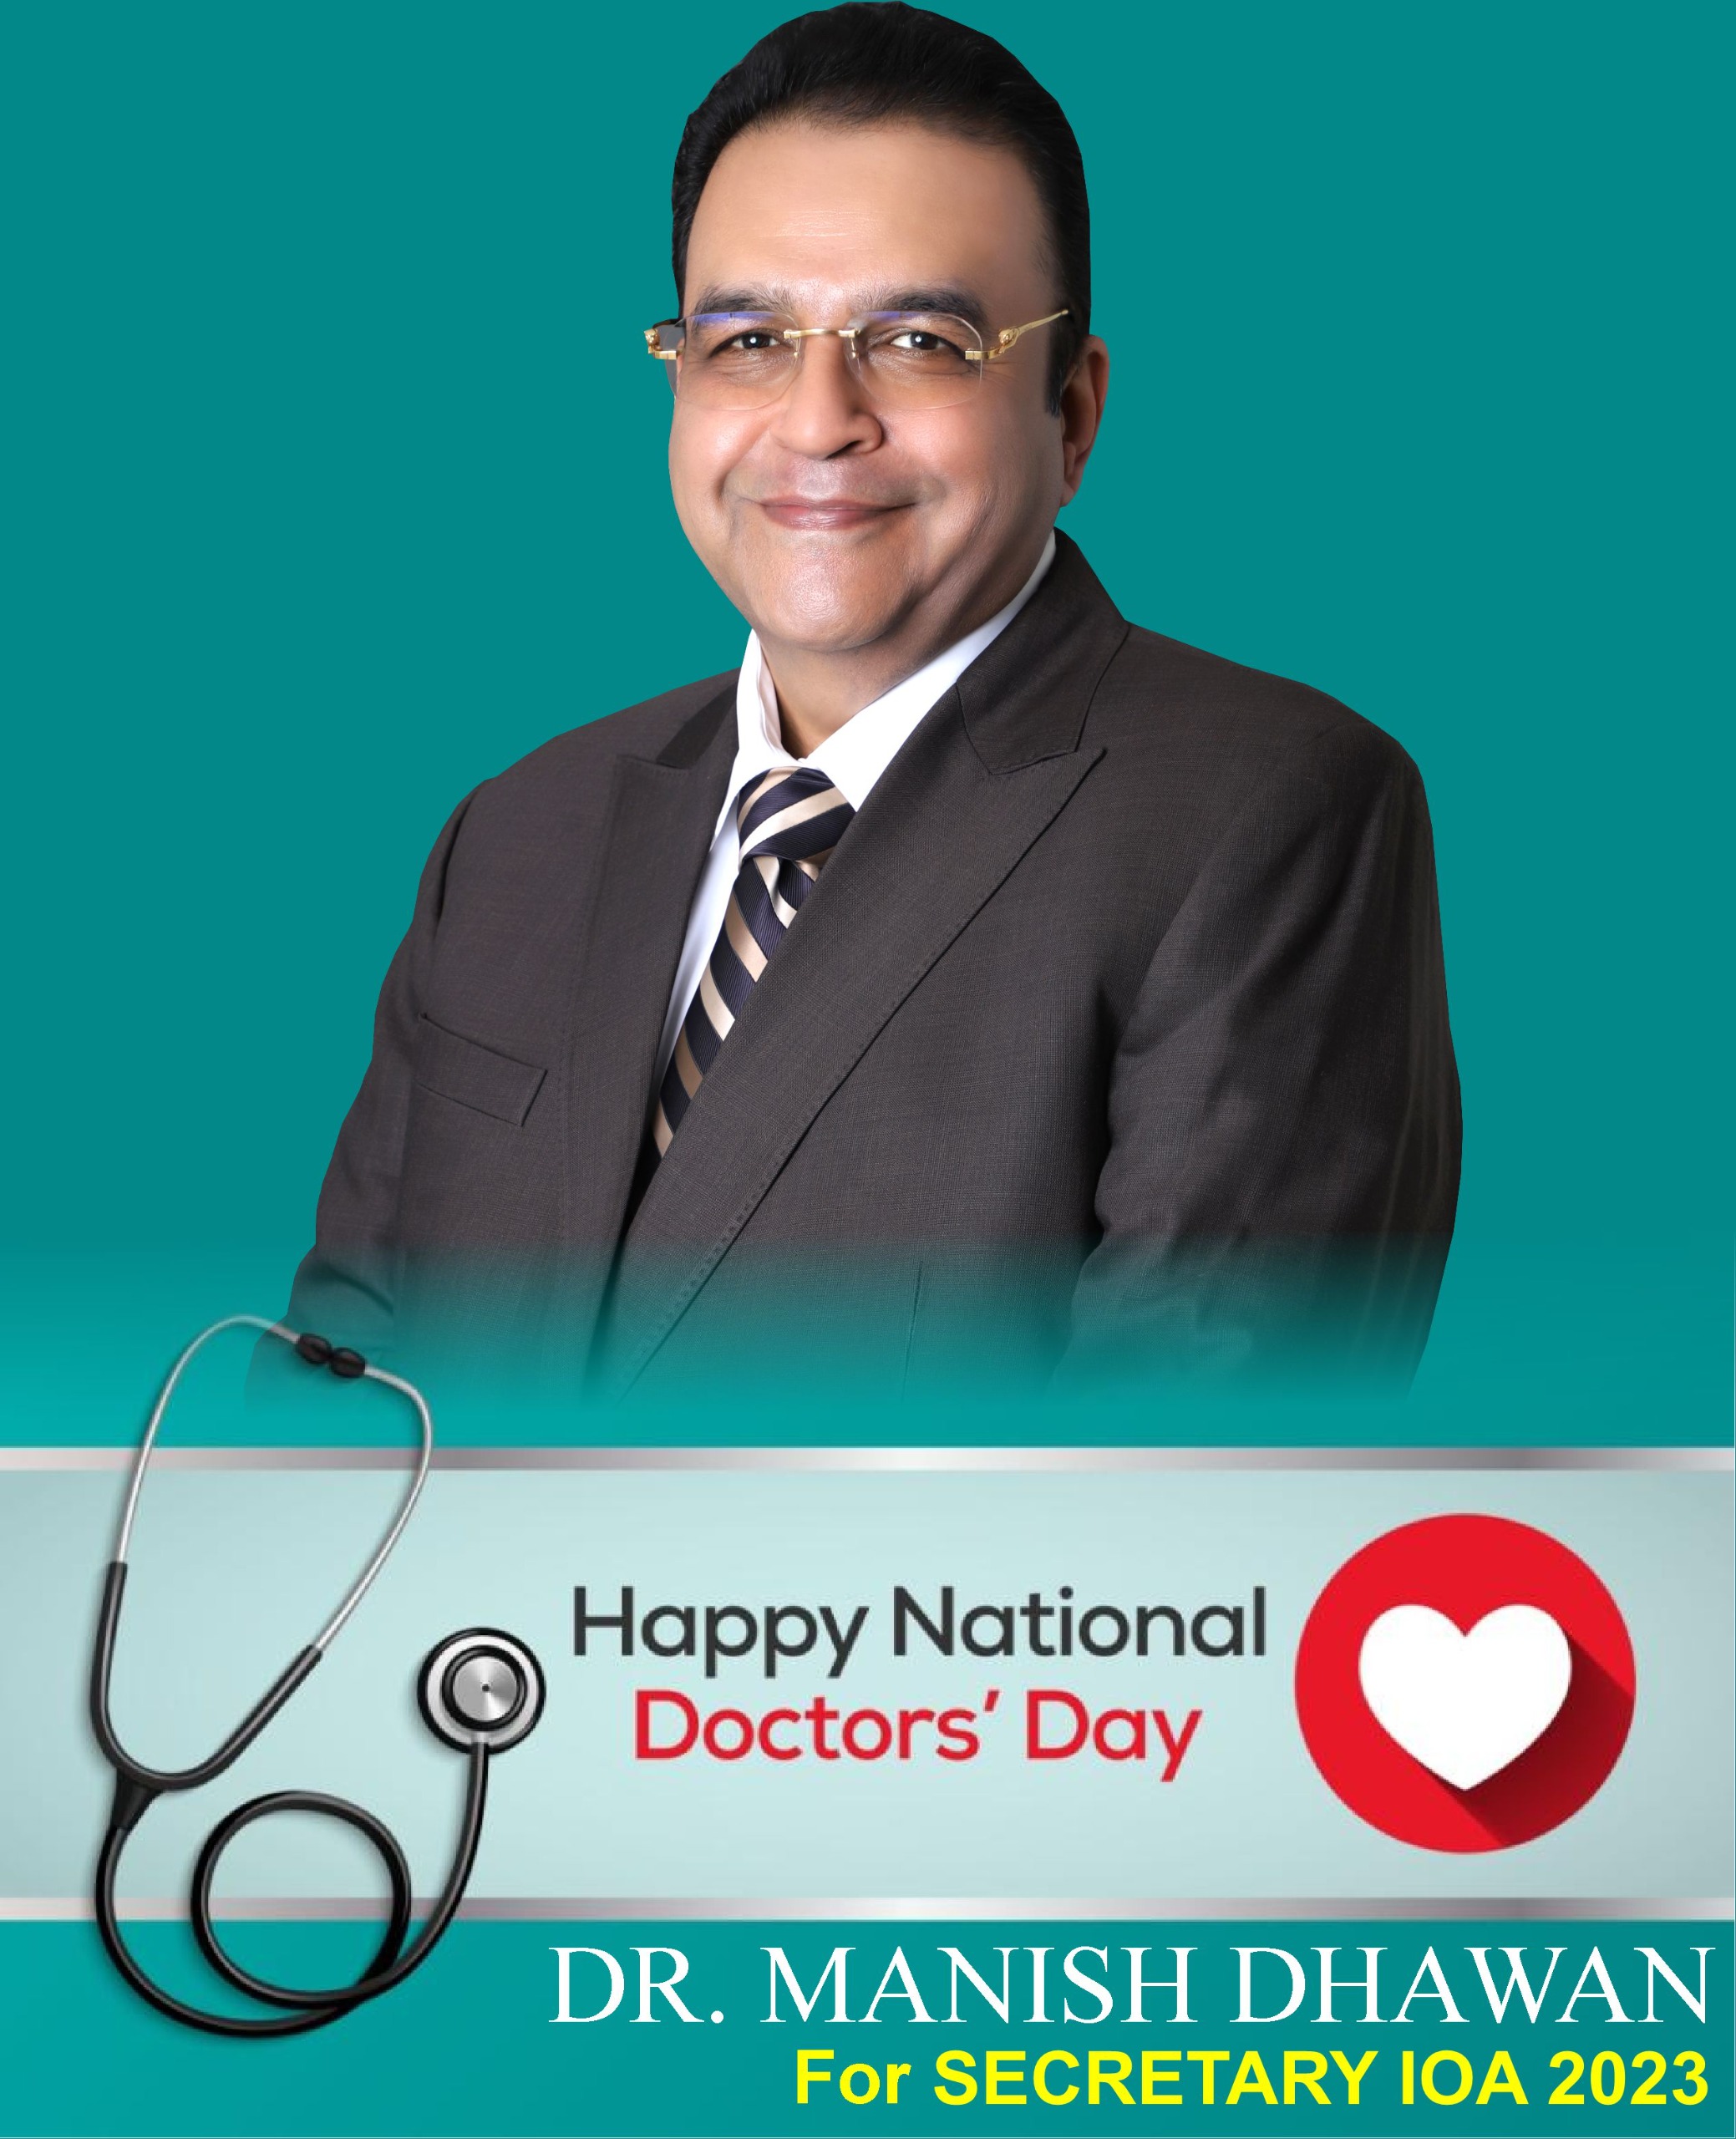 Happy National
Doctors’ Day
DR. MANISH DHAWAN
For SECRETARY IOA 2023